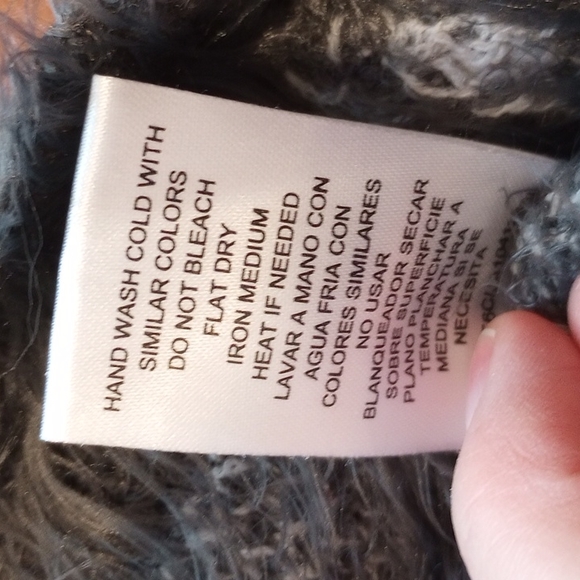 HAND WASH COLD WITH
SIMILAR COLORS
DO NOT BLEACH
FLAT DRY
IRON MEDIUM
HEAT IF NEEDED
LAVAR A MANO CON
AGUA FRIA CON
COLORES SIMILARES
NO USAR
BLANQUEADOR SECAR
SOBRE SUPERFICIE
PLANO PLANCHAR A
TEMPERATURA
MEDIANA SI SE
NECESITA